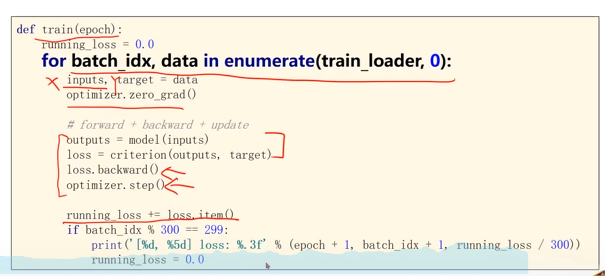 def train(epoch):
running_loss = 0.0
for batch_idx, data in enumerate(train_loader, 0):
x inputs, y target = data
optimizer.zero_grad()
# forward + backward + update
outputs = model(inputs)
loss = criterion(outputs, target)
loss.backward()
optimizer.step()
running_loss += loss.item()
if batch_idx % 300 == 299:
print('[%d, %5d] loss: %.3f' % (epoch + 1, batch_idx + 1, running_loss / 300))
running_loss = 0.0